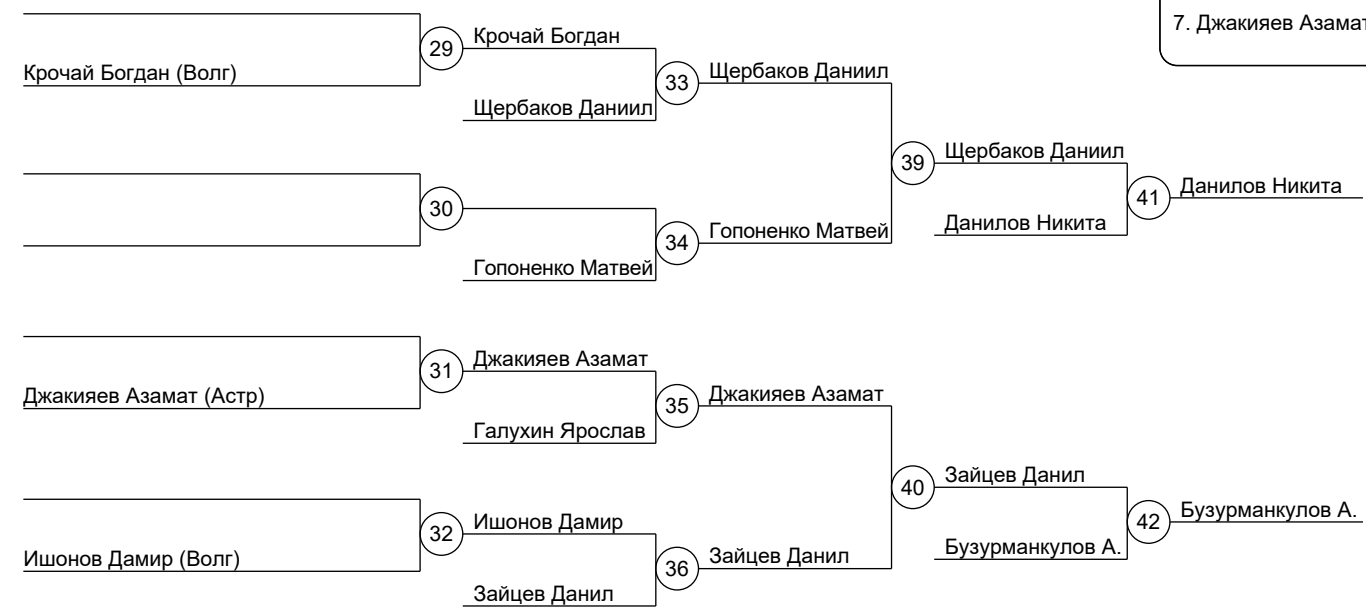 7. Джакияев Азамат
29 Крочай Богдан
Крочай Богдан (Волг)
33 Щербаков Даниил
Щербаков Даниил
39 Щербаков Даниил
41 Данилов Никита
30
Данилов Никита
34 Гопоненко Матвей
Гопоненко Матвей
31 Джакияев Азамат
Джакияев Азамат (Астр)
35 Джакияев Азамат
Галухин Ярослав
40 Зайцев Данил
32 Ишонов Дамир
42 Бузурманкулов А.
Ишонов Дамир (Волг)
Бузурманкулов А.
36 Зайцев Данил
Зайцев Данил